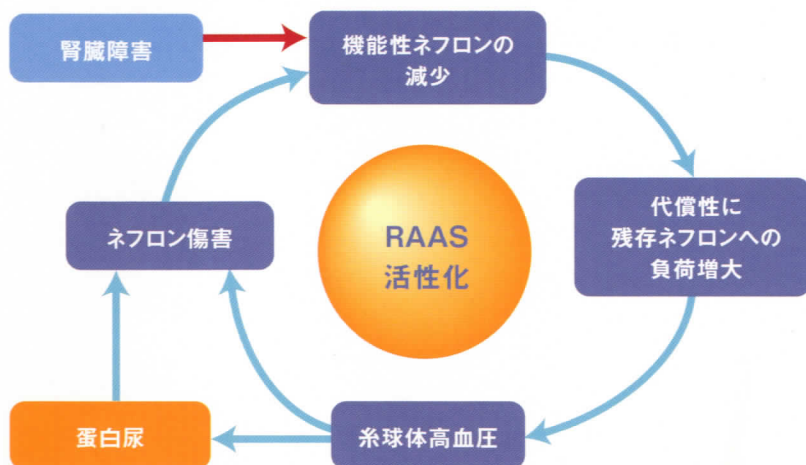 腎臓障害
機能性ネフロンの
減少
代償性に
残存ネフロンへの
負荷増大
ネフロン傷害
RAAS
活性化
蛋白尿
糸球体高血圧